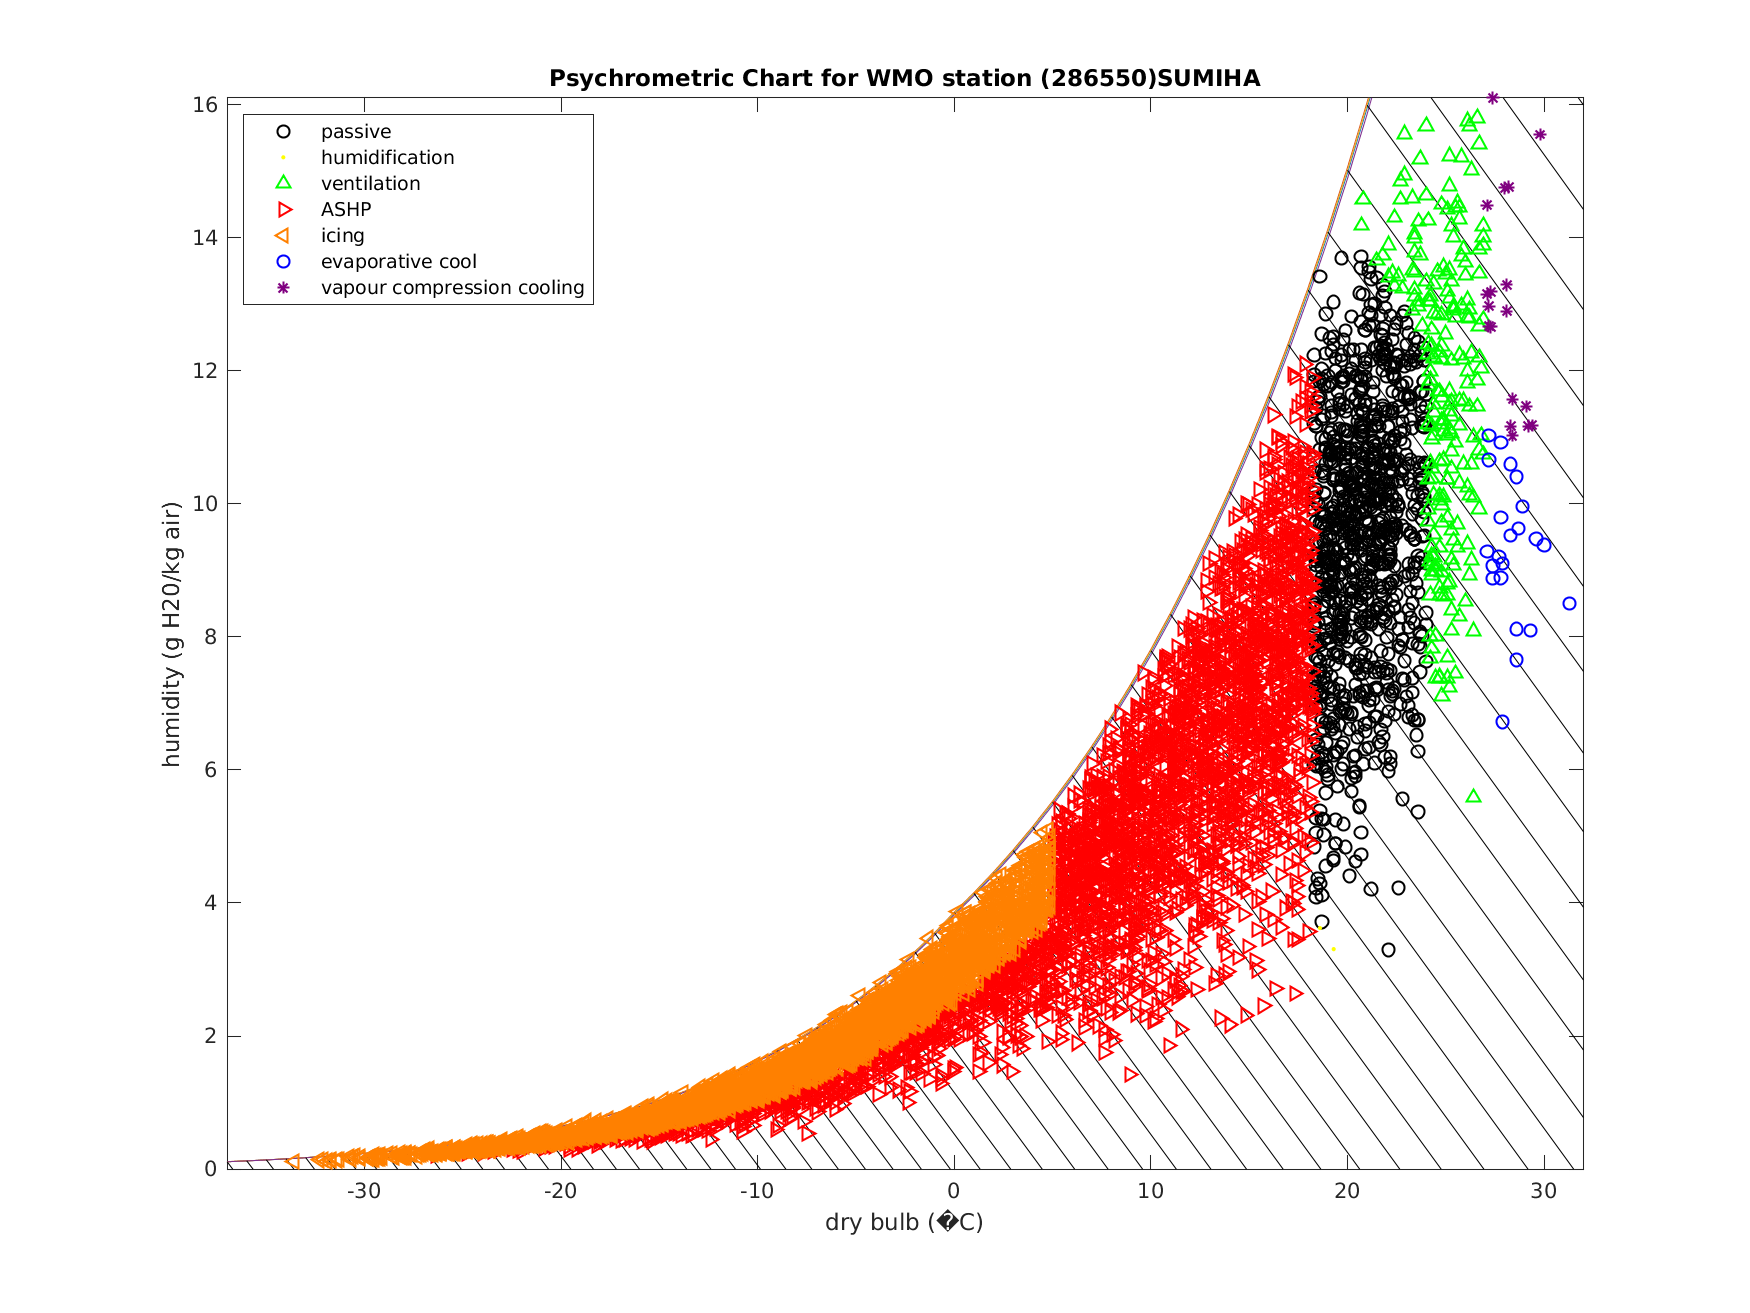 Psychrometric Chart for WMO station (286550)SUMIHA
16
14
12
10
8
6
4
2
0
humidity (g H20/kg air)
passive
humidification
ventilation
ASHP
icing
evaporative cool
vapour compression cooling
-30
-20
-10
0
10
20
30
dry bulb (�C)